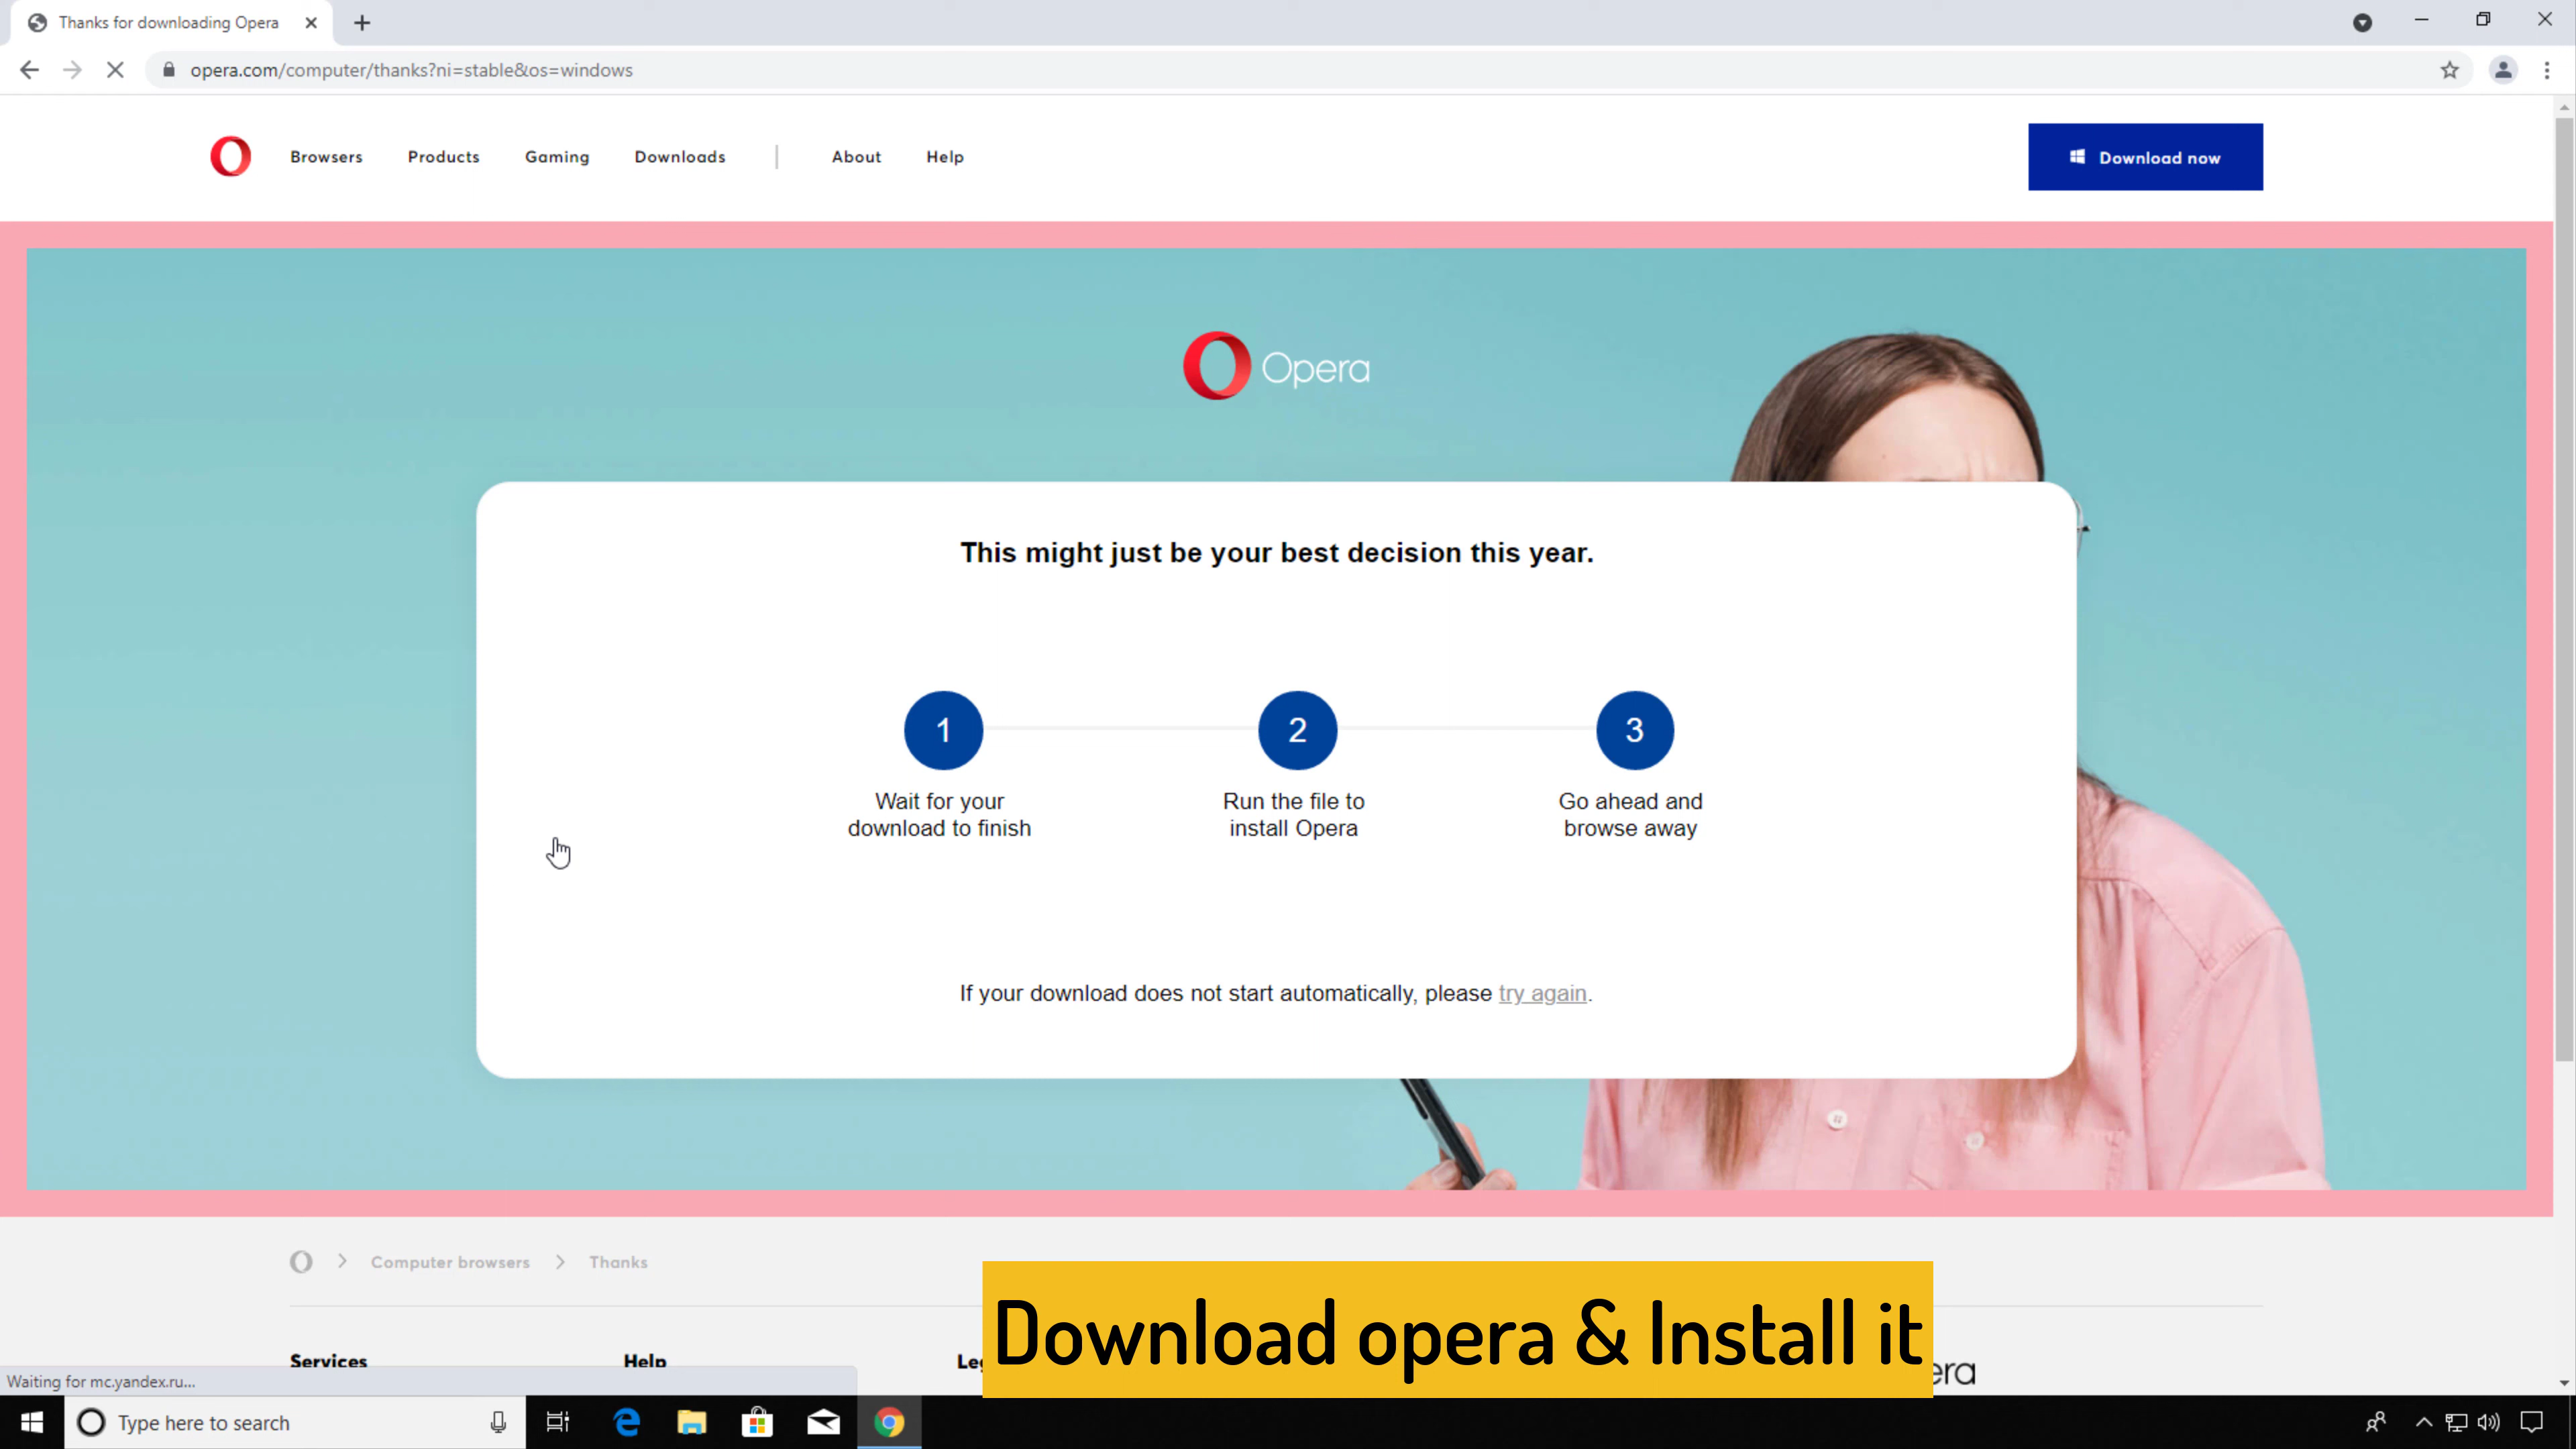 Thanks for downloading Opera
opera.com/computer/thanks?ni=stable&os=windows
Browsers Products Gaming Downloads About Help
Download now
Opera
This might just be your best decision this year.
1 2 3
Wait for your
download to finish
Run the file to
install Opera
Go ahead and
browse away
If your download does not start automatically, please try again.
Computer browsers Thanks
Download opera & Install it
Services Help Le
era
Waiting for mc.yandex.ru...
Type here to search